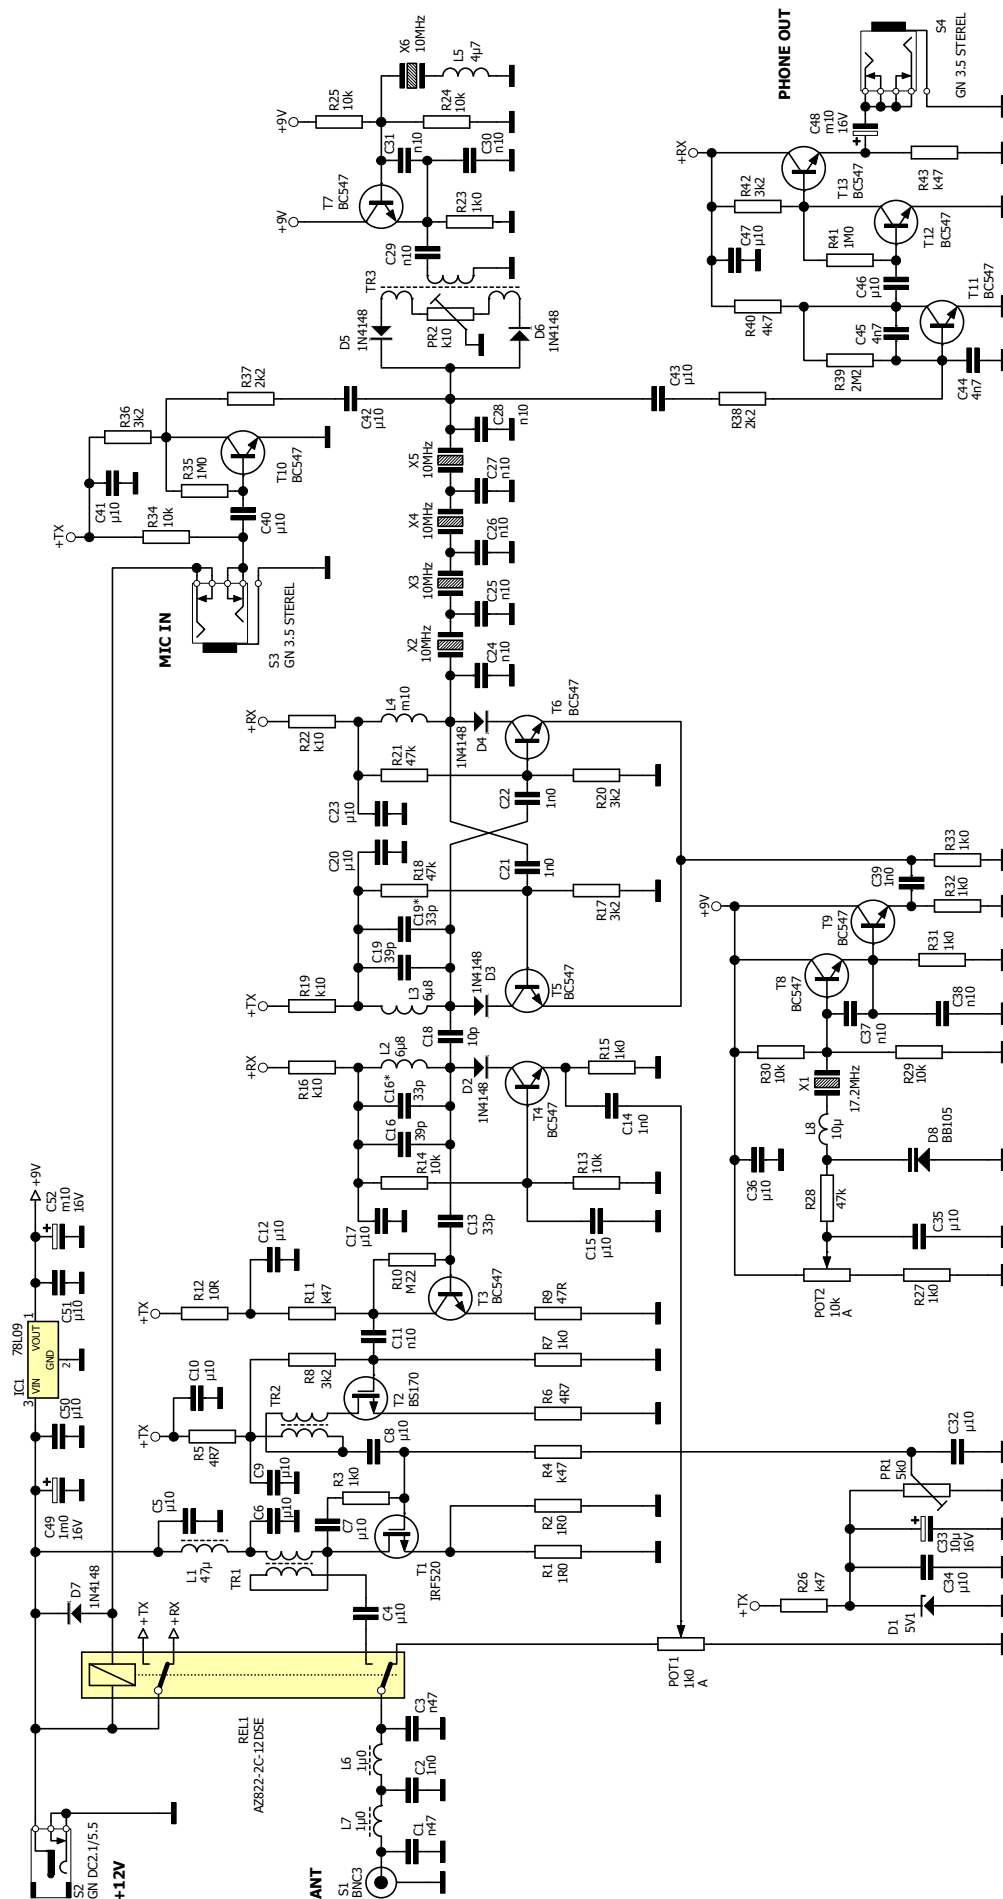 S2
GN DC2.1/5.5
+12V
D7
1N4148
C49
1m0
16V
C50
µ10
IC1
78L09
3
VIN
VOUT
1
GND
2
C51
µ10
C52
m10
16V
+9V
REL1
AZ822-2C-12DSE
+TX
+RX
ANT
S1
BNC3
C1
n47
L7
1µ0
C2
1n0
L6
1µ0
C3
n47
C4
µ10
L1
47µ
C5
µ10
TR1
C6
µ10
C7
µ10
R3
1k0
T1
IRF520
R1
1R0
R2
1R0
R4
k47
+TX
R5
4R7
C10
µ10
C9
µ10
TR2
C8
µ10
R8
3k2
T2
BS170
R6
4R7
R7
1k0
C11
n10
+TX
R12
10R
C12
µ10
R11
k47
R10
M22
T3
BC547
R9
47R
C13
33p
C17
µ10
R14
10k
C16
39p
C16*
33p
+RX
R16
k10
L2
6µ8
D2
1N4148
T4
BC547
C15
µ10
R13
10k
C14
1n0
R15
1k0
C18
10p
+TX
R19
k10
L3
6µ8
C19
39p
C19*
33p
R18
47k
C20
µ10
D3
1N4148
T5
BC547
C21
1n0
R17
3k2
C23
µ10
+RX
R22
k10
R21
47k
L4
m10
C22
1n0
1N4148
D4
T6
BC547
R20
3k2
MIC IN
S3
GN 3.5 STEREL
+TX
R34
10k
C41
µ10
R36
3k2
R35
1M0
C40
µ10
T10
BC547
R37
2k2
C42
µ10
C24
n10
X2
10MHz
C25
n10
X3
10MHz
C26
n10
X4
10MHz
C27
n10
X5
10MHz
C28
n10
D5
1N4148
D6
1N4148
PR2
k10
TR3
C29
n10
+9V
T7
BC547
R23
1k0
C31
n10
C30
n10
+9V
R25
10k
R24
10k
X6
10MHz
L5
4µ7
POT1
1k0
A
+TX
R26
k47
D1
5V1
C34
µ10
C33
10µ
16V
PR1
5k0
C32
µ10
POT2
10k
A
R27
1k0
C35
µ10
R28
47k
C36
µ10
L8
10µ
D8
BB105
X1
17.2MHz
R30
10k
R29
10k
C37
n10
C38
n10
T8
BC547
R31
1k0
+9V
T9
BC547
R32
1k0
C39
1n0
R33
1k0
C43
µ10
R38
2k2
C44
4n7
R39
2M2
C45
4n7
R40
4k7
T11
BC547
C46
µ10
C47
µ10
R41
1M0
R42
3k2
T12
BC547
+RX
T13
BC547
R43
k47
C48
m10
16V
PHONE OUT
S4
GN 3.5 STEREL